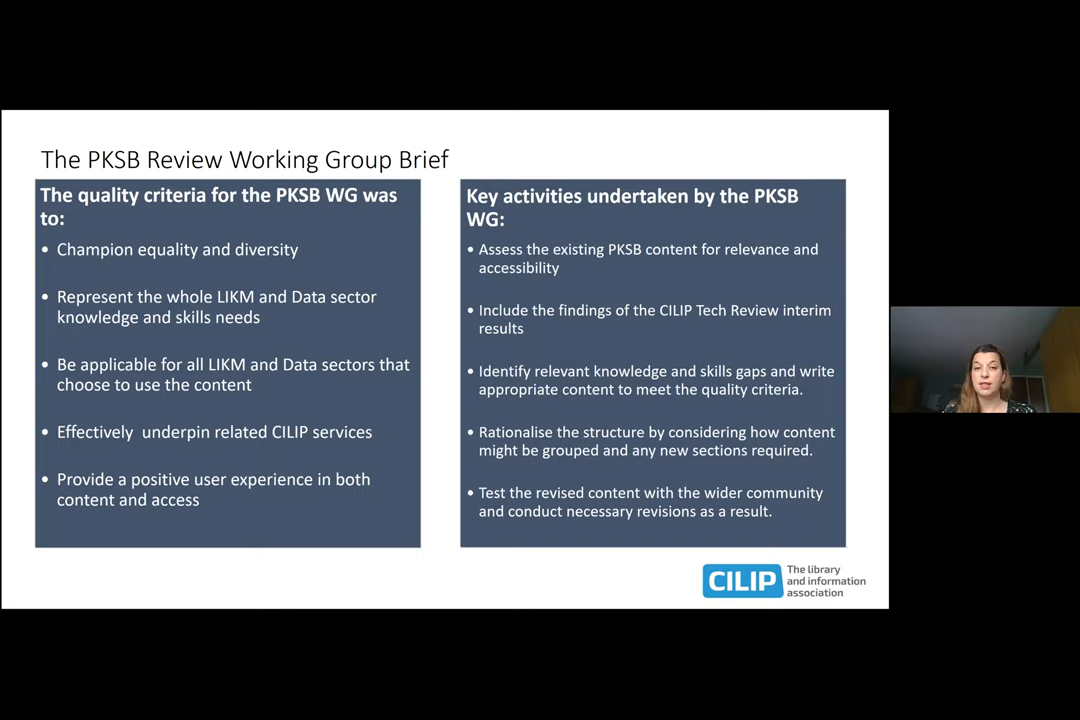 The PKSB Review Working Group Brief
The quality criteria for the PKSB WG was
to:
• Champion equality and diversity
• Represent the whole LIKM and Data sector
knowledge and skills needs
• Be applicable for all LIKM and Data sectors that
choose to use the content
• Effectively underpin related CILIP services
• Provide a positive user experience in both
content and access
Key activities undertaken by the PKSB
WG:
• Assess the existing PKSB content for relevance and
accessibility
• Include the findings of the CILIP Tech Review interim
results
• Identify relevant knowledge and skills gaps and write
appropriate content to meet the quality criteria.
• Rationalise the structure by considering how content
might be grouped and any new sections required.
• Test the revised content with the wider community
and conduct necessary revisions as a result.
CILIP
The library
and information
association